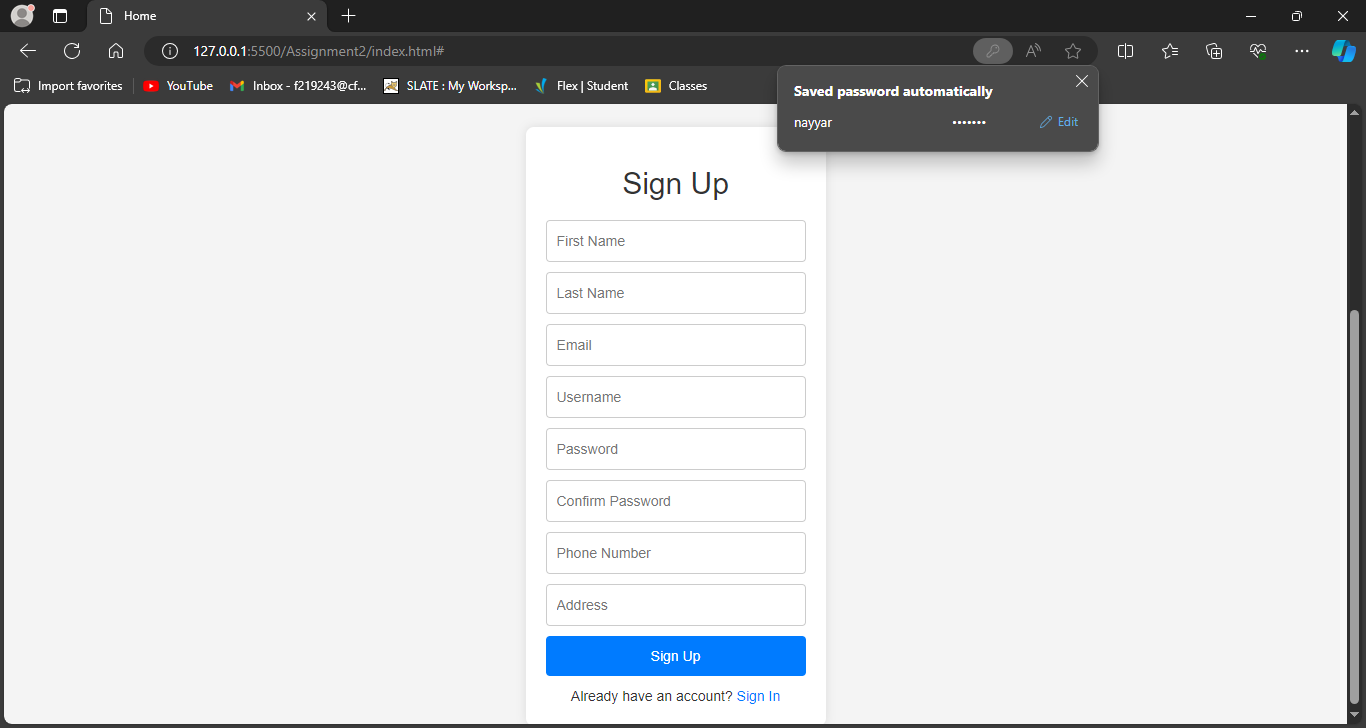 Home
127.0.0.1:5500/Assignment2/index.html#
Import favorites
YouTube
Inbox - f219243@cf...
SLATE : My Worksp...
Flex | Student
Classes
Saved password automatically
nayyar ••••••• Edit
Sign Up
First Name
Last Name
Email
Username
Password
Confirm Password
Phone Number
Address
Sign Up
Already have an account? Sign In